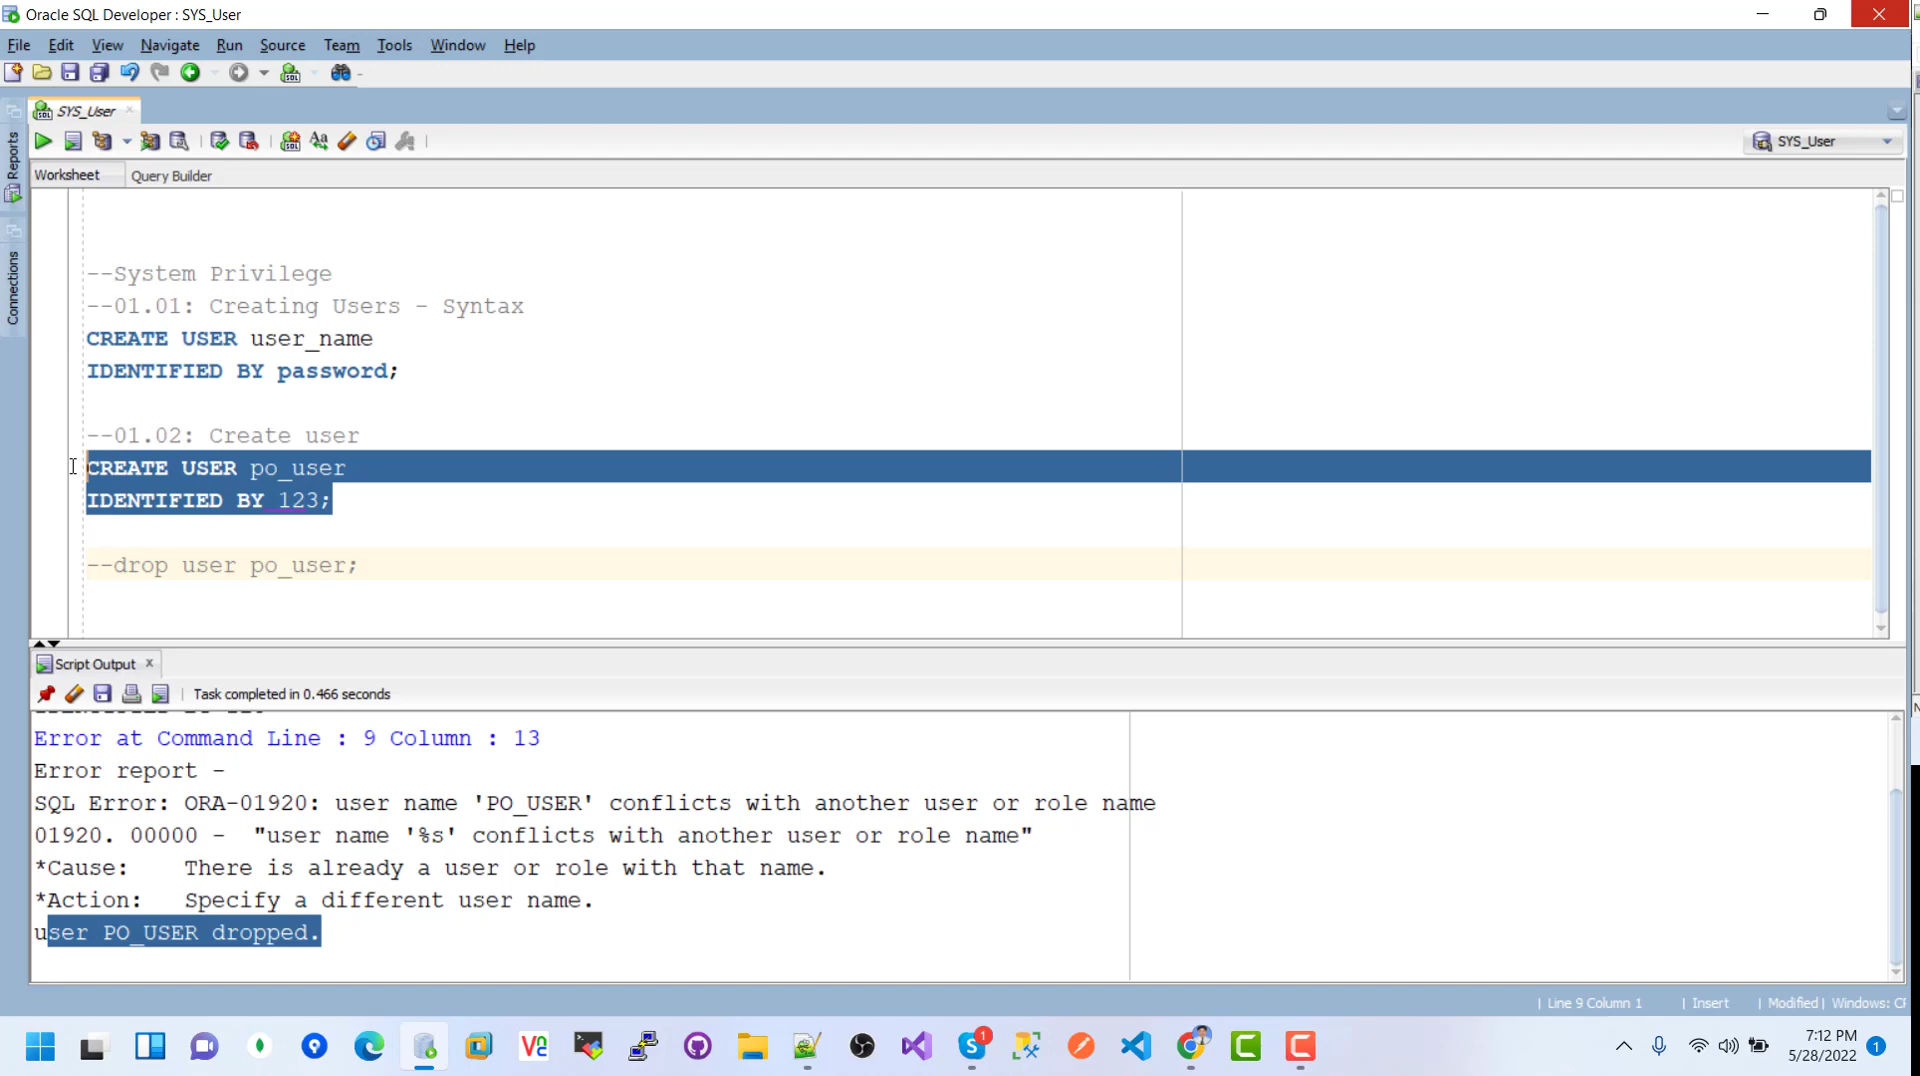 Oracle SQL Developer : SYS_User
File Edit View Navigate Run Source Team Tools Window Help
SYS_User
SYS_User
Worksheet Query Builder
Reports
Connections
--System Privilege
--01.01: Creating Users - Syntax
CREATE USER user_name
IDENTIFIED BY password;
--01.02: Create user
CREATE USER po_user
IDENTIFIED BY 123;
--drop user po_user;
Script Output
Task completed in 0.466 seconds
Error at Command Line : 9 Column : 13
Error report -
SQL Error: ORA-01920: user name 'PO_USER' conflicts with another user or role name
01920. 00000 - "user name '%s' conflicts with another user or role name"
*Cause: There is already a user or role with that name.
*Action: Specify a different user name.
user PO_USER dropped.
Line 9 Column 1 Insert Modified Windows:
7:12 PM
5/28/2022
1
1